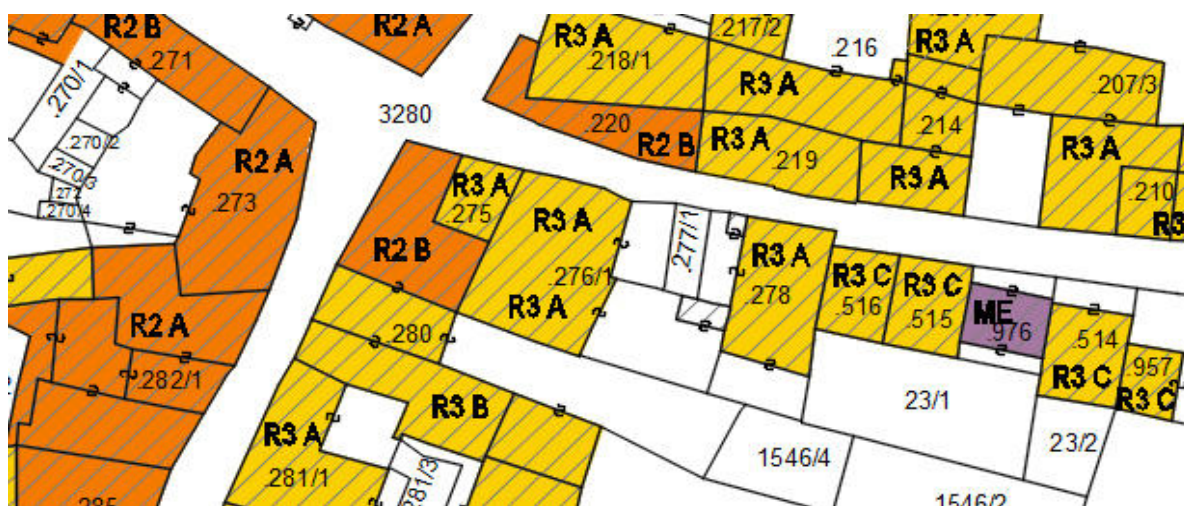 R2 B
.271
R2 A
R3 A
.218/1
.217/2
.216
R3 A
R3 A
.207/3
.270/1
.270/2
.270/3
.272
.270/4
R2 A
.273
3280
.220
R2 B
R3 A
.219
.214
R3 A
R3 A
.210
R3
R3 A
.275
R2 B
R3 A
.276/1
R3 A
.277/1
R3 A
.278
R3 C
.516
R3 C
.515
ME
.976
.514
R3 C
.957
R3 C
R2 A
.282/1
.280
R3 B
R3 A
.281/1
.281/3
.285
23/1
23/2
1546/4
1546/2